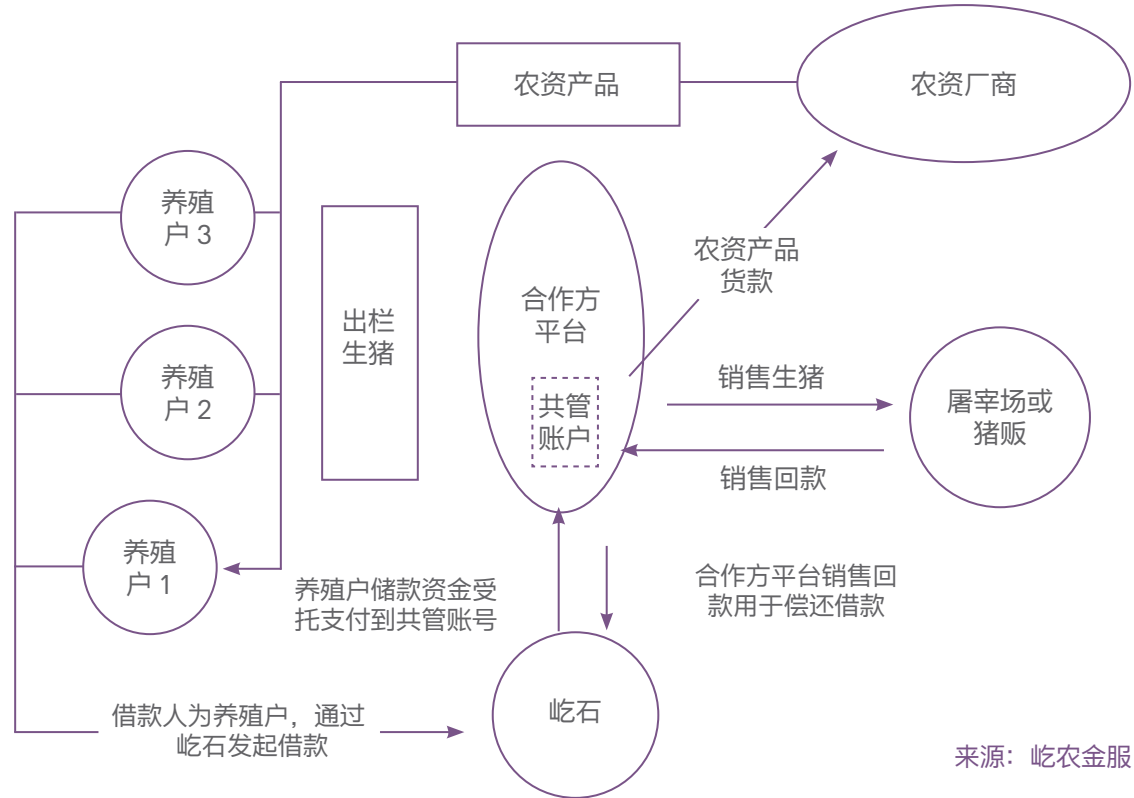 农资产品
农资厂商
养殖
户 3
农资产品
货款
合作方
平台
出栏
生猪
养殖
户 2
销售生猪
共管
账户
屠宰场或
猪贩
销售回款
养殖
户 1
养殖户储款资金受
托支付到共管账号
合作方平台销售回
款用于偿还借款
屹石
借款人为养殖户，通过
屹石发起借款
来源：屹农金服